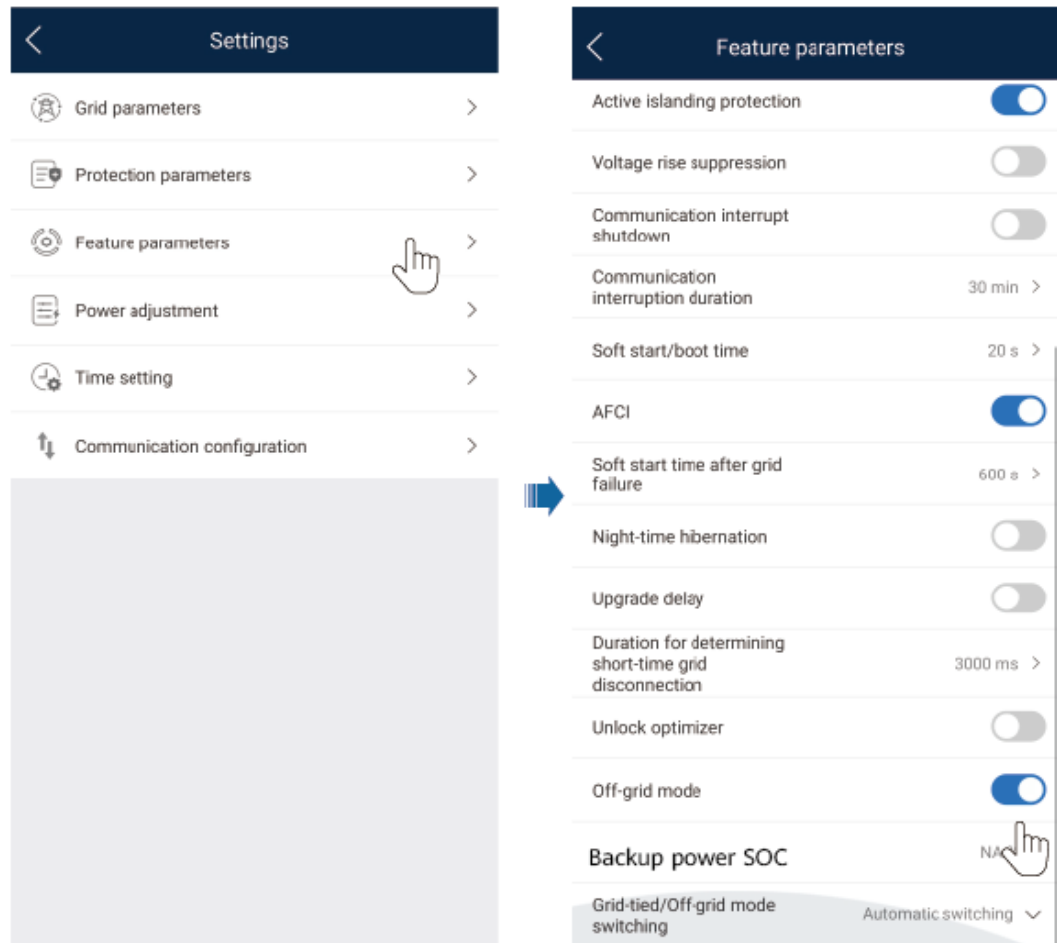 Settings
Grid parameters
Protection parameters
Feature parameters
Power adjustment
Time setting
Communication configuration
Feature parameters
Active islanding protection
Voltage rise suppression
Communication interrupt
shutdown
Communication
interruption duration
30 min
Soft start/boot time
20 s
AFCI
Soft start time after grid
failure
600 s
Night-time hibernation
Upgrade delay
Duration for determining
short-time grid
disconnection
3000 ms
Unlock optimizer
Off-grid mode
Backup power SOC
NA
Grid-tied/Off-grid mode
switching
Automatic switching